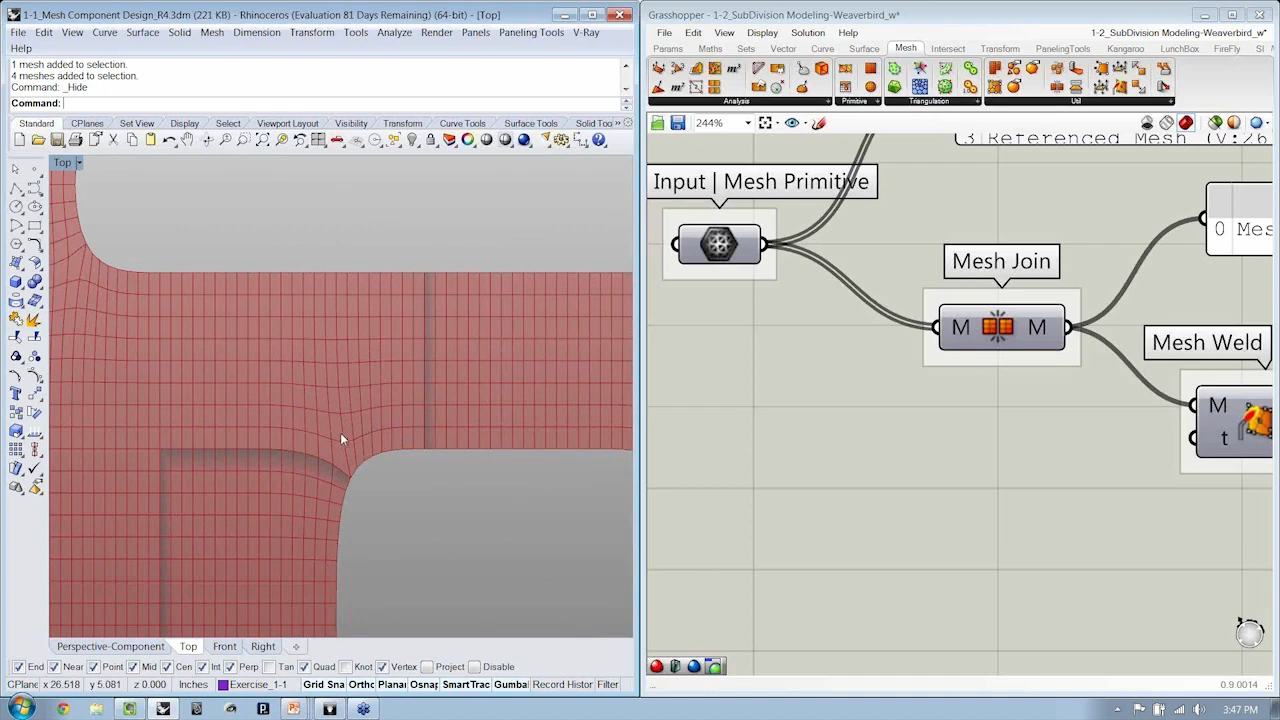 1-1_Mesh Component Design_R4.3dm (221 KB) - Rhinoceros (Evaluation 81 Days Remaining) (64-bit) - [Top]
File Edit View Curve Surface Solid Mesh Dimension Transform Tools Analyze Render Panels Paneling Tools V-Ray
Help
1 mesh added to selection.
4 meshes added to selection.
Command: _Hide
Command:
Standard CPlanes Set View Display Select Viewport Layout Visibility Transform Curve Tools Surface Tools Solid Too
Top
Perspective-Component Top Front Right
End Near Point Mid Cen Int Perp Tan Quad Knot Vertex Project Disable
CPlane x 26.518 y 5.081 z 0.000 Inches Exercise_1-1 Grid Sna Ortho Planar Osnap SmartTrac Gumba Record Histor Filter
Grasshopper - 1-2_SubDivision Modeling-Weaverbird_w*
File Edit View Display Solution Help 1-2_SubDivision Modeling-Weaverbird_w*
Params Maths Sets Vector Curve Surface Mesh Intersect Transform PanelingTools Kangaroo LunchBox FireFly
Analysis Primitive Triangulation Util
244%
3 Referenced Mesh (V:26
Input | Mesh Primitive
0 Mes
Mesh Join
M M
Mesh Weld
M
t
0.9.0014
3:47 PM